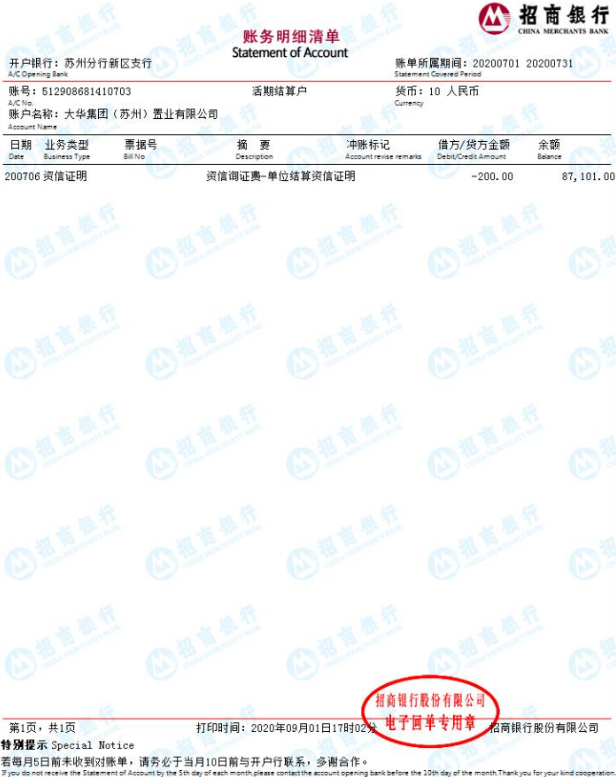 招商银行
CHINA MERCHANTS BANK
账务明细清单
Statement of Account
开户银行：苏州分行新区支行 账单所属期间：20200701 20200731
A/C Opening Bank Statement Covered Period
账号：512908681410703 活期结算户 货币：10 人民币
A/C No. Currency
账户名称：大华集团（苏州）置业有限公司
Account Name
日期 业务类型 票据号 摘 要 冲账标记 借方/贷方金额 余额
Date Business Type Bill No Description Account revise remarks Debit/Credit Amount Balance
200706 资信证明 资信询证费-单位结算资信证明 -200.00 87,101.00
招商银行股份有限公司
电子回单专用章
第1页，共1页 打印时间：2020年09月01日17时02分 招商银行股份有限公司
特别提示 Special Notice
若每月5日前未收到对账单，请务必于当月10日前与开户行联系，多谢合作。
If you do not receive the Statement of Account by the 5th day of each month,please contact the account opening bank before the 10th day of the month.Thank you for your kind cooperation.